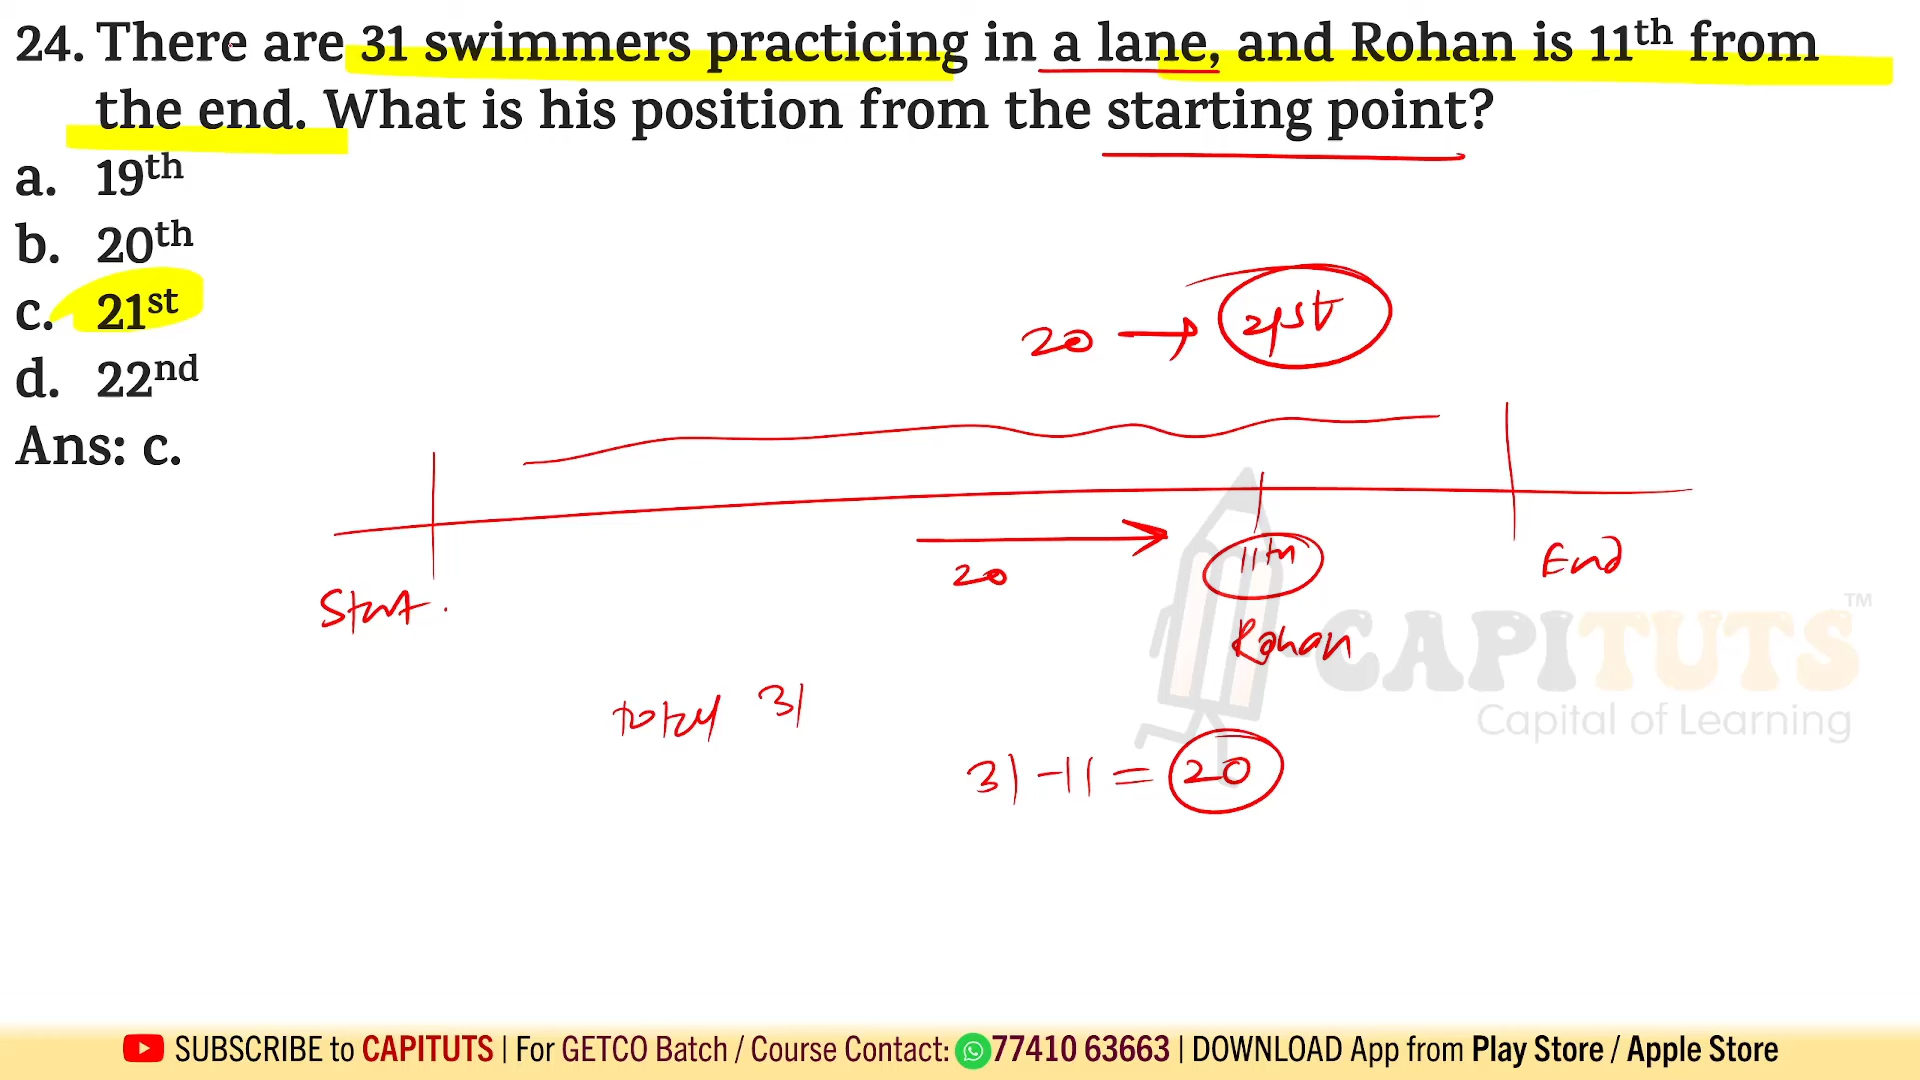 24. There are 31 swimmers practicing in a lane, and Rohan is 11th from
the end. What is his position from the starting point?
a. 19th
b. 20th
c. 21st
d. 22nd
Ans: c.
20 → 21st
11th
20
End
Start.
Rohan
CAPITUTS™
Capital of Learning
total 31
31 - 11 = 20
SUBSCRIBE to CAPITUTS | For GETCO Batch / Course Contact: 77410 63663 | DOWNLOAD App from Play Store / Apple Store